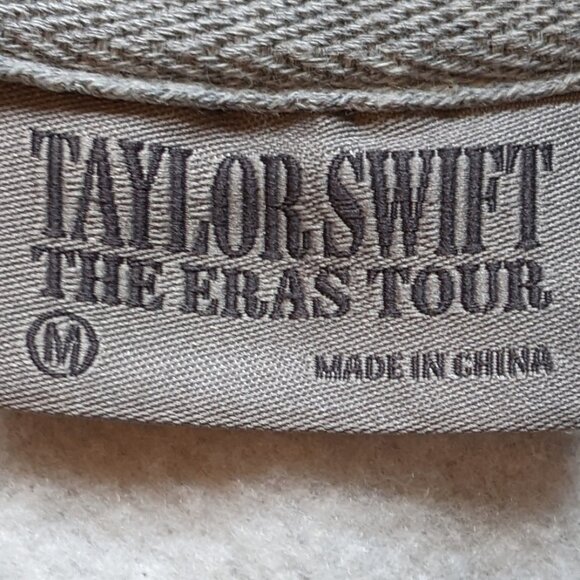 TAYLOR SWIFT
THE ERAS TOUR
M MADE IN CHINA